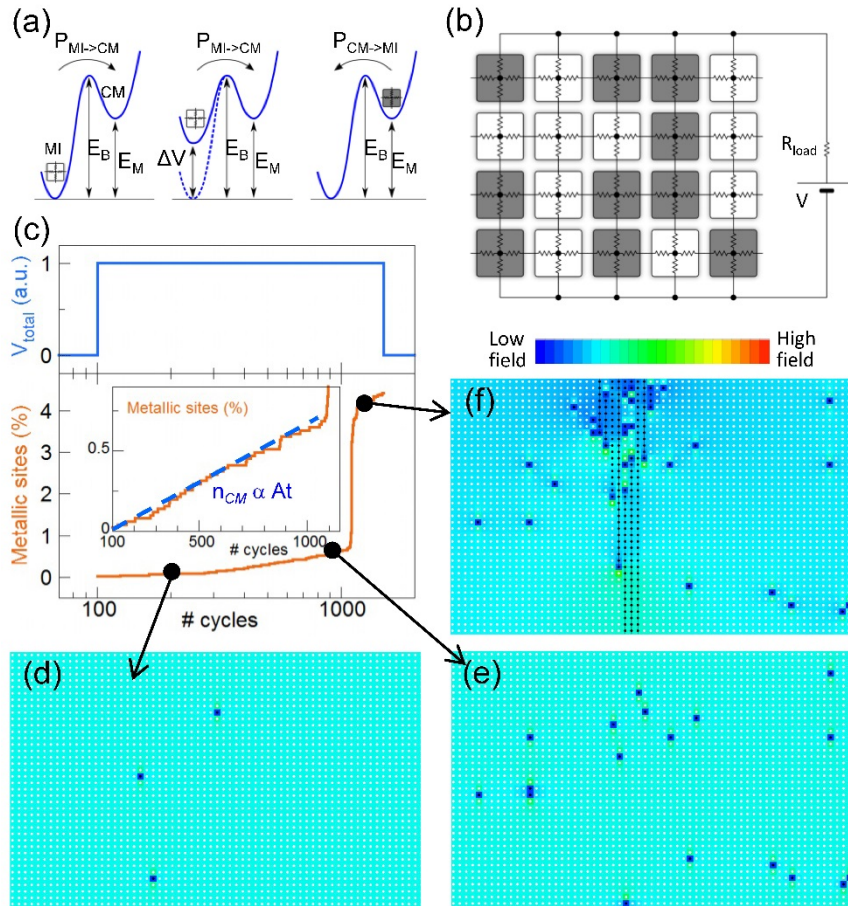 (a)
P_MI->CM
P_MI->CM
P_CM->MI
CM
MI
E_B
E_M
ΔV
E_B
E_M
E_B
E_M
(b)
R_load
V
(c)
V_total (a.u.)
1
0
Metallic sites (%)
4
3
2
1
0
Metallic sites (%)
0.5
0
n_CM α At
100
500
1000
# cycles
100
# cycles
1000
Low field
High field
(f)
(d)
(e)